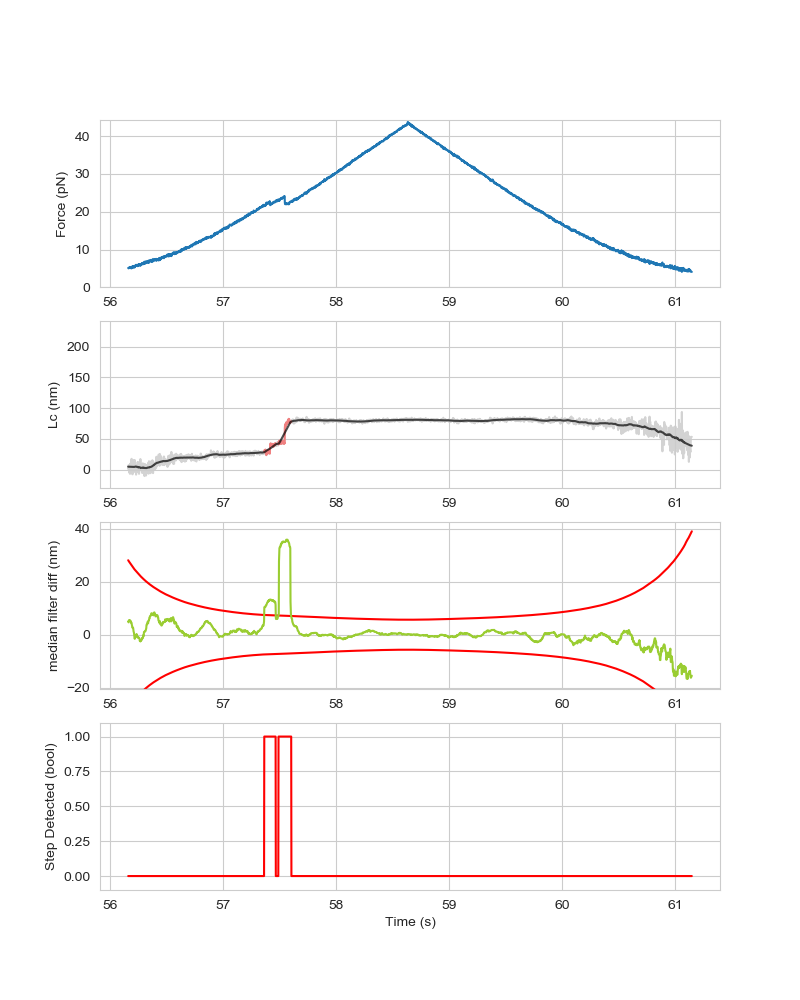 Force (pN)
40
30
20
10
0
56 57 58 59 60 61
Lc (nm)
200
150
100
50
0
56 57 58 59 60 61
median filter diff (nm)
40
20
0
−20
56 57 58 59 60 61
Step Detected (bool)
1.00
0.75
0.50
0.25
0.00
56 57 58 59 60 61
Time (s)